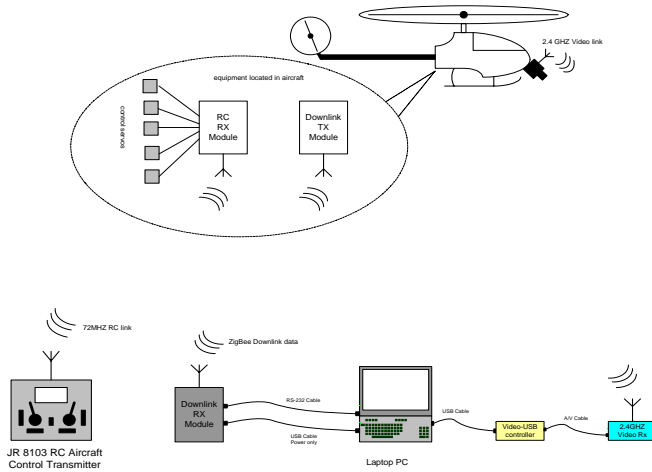 2.4 GHZ Video link
equipment located in aircraft
control servos
RC
RX
Module
Downlink
TX
Module
72MHZ RC link
ZigBee Downlink data
RS-232 Cable
USB Cable
Power only
Downlink
RX
Module
USB Cable
A/V Cable
Video-USB
controller
2.4GHZ
Video Rx
JR 8103 RC Aircraft
Control Transmitter
Laptop PC